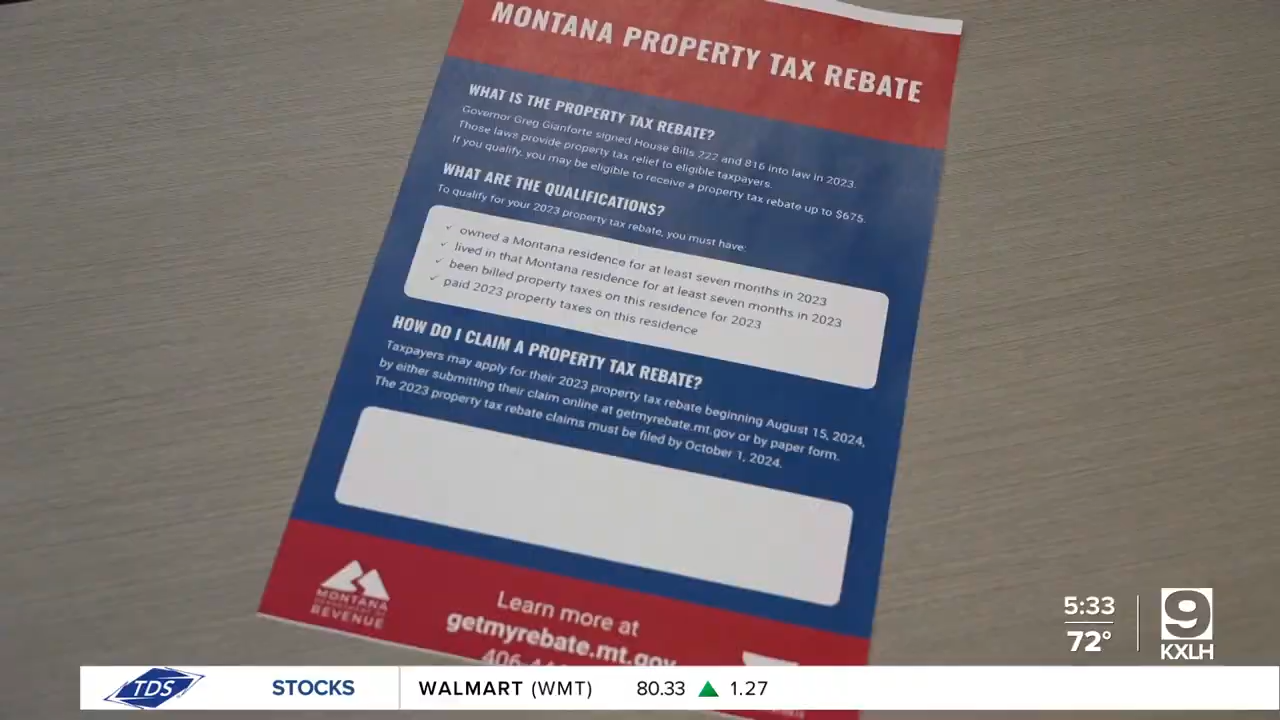 MONTANA PROPERTY TAX REBATE
WHAT IS THE PROPERTY TAX REBATE?
Governor Greg Gianforte signed House Bills 222 and 816 into law in 2023.
Those laws provide property tax relief to eligible taxpayers.
If you qualify, you may be eligible to receive a property tax rebate up to $675.
WHAT ARE THE QUALIFICATIONS?
To qualify for your 2023 property tax rebate, you must have:
✓ owned a Montana residence for at least seven months in 2023
✓ lived in that Montana residence for at least seven months in 2023
✓ been billed property taxes on this residence for 2023
✓ paid 2023 property taxes on this residence
HOW DO I CLAIM A PROPERTY TAX REBATE?
Taxpayers may apply for their 2023 property tax rebate beginning August 15, 2024,
by either submitting their claim online at getmyrebate.mt.gov or by paper form.
The 2023 property tax rebate claims must be filed by October 1, 2024.
MONTANA
REVENUE
Learn more at
getmyrebate.mt.gov
5:33
72°
9
KXLH
TDS
STOCKS
WALMART (WMT) 80.33 ▲ 1.27